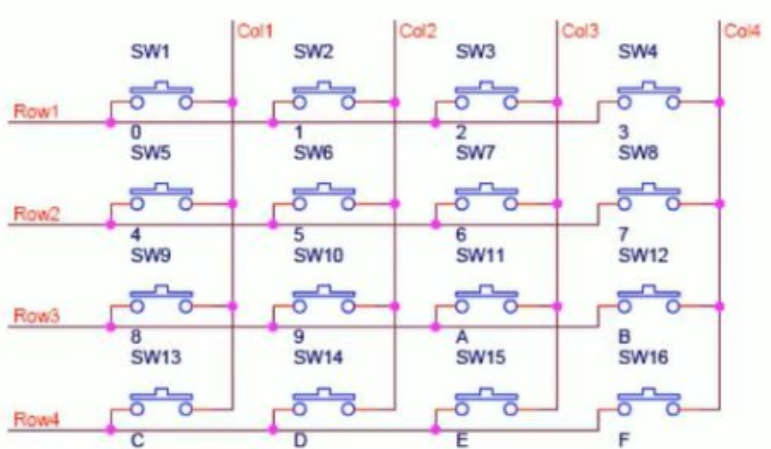 Col1 Col2 Col3 Col4
SW1 SW2 SW3 SW4
Row1
0 1 2 3
SW5 SW6 SW7 SW8
Row2
4 5 6 7
SW9 SW10 SW11 SW12
Row3
8 9 A B
SW13 SW14 SW15 SW16
Row4
C D E F